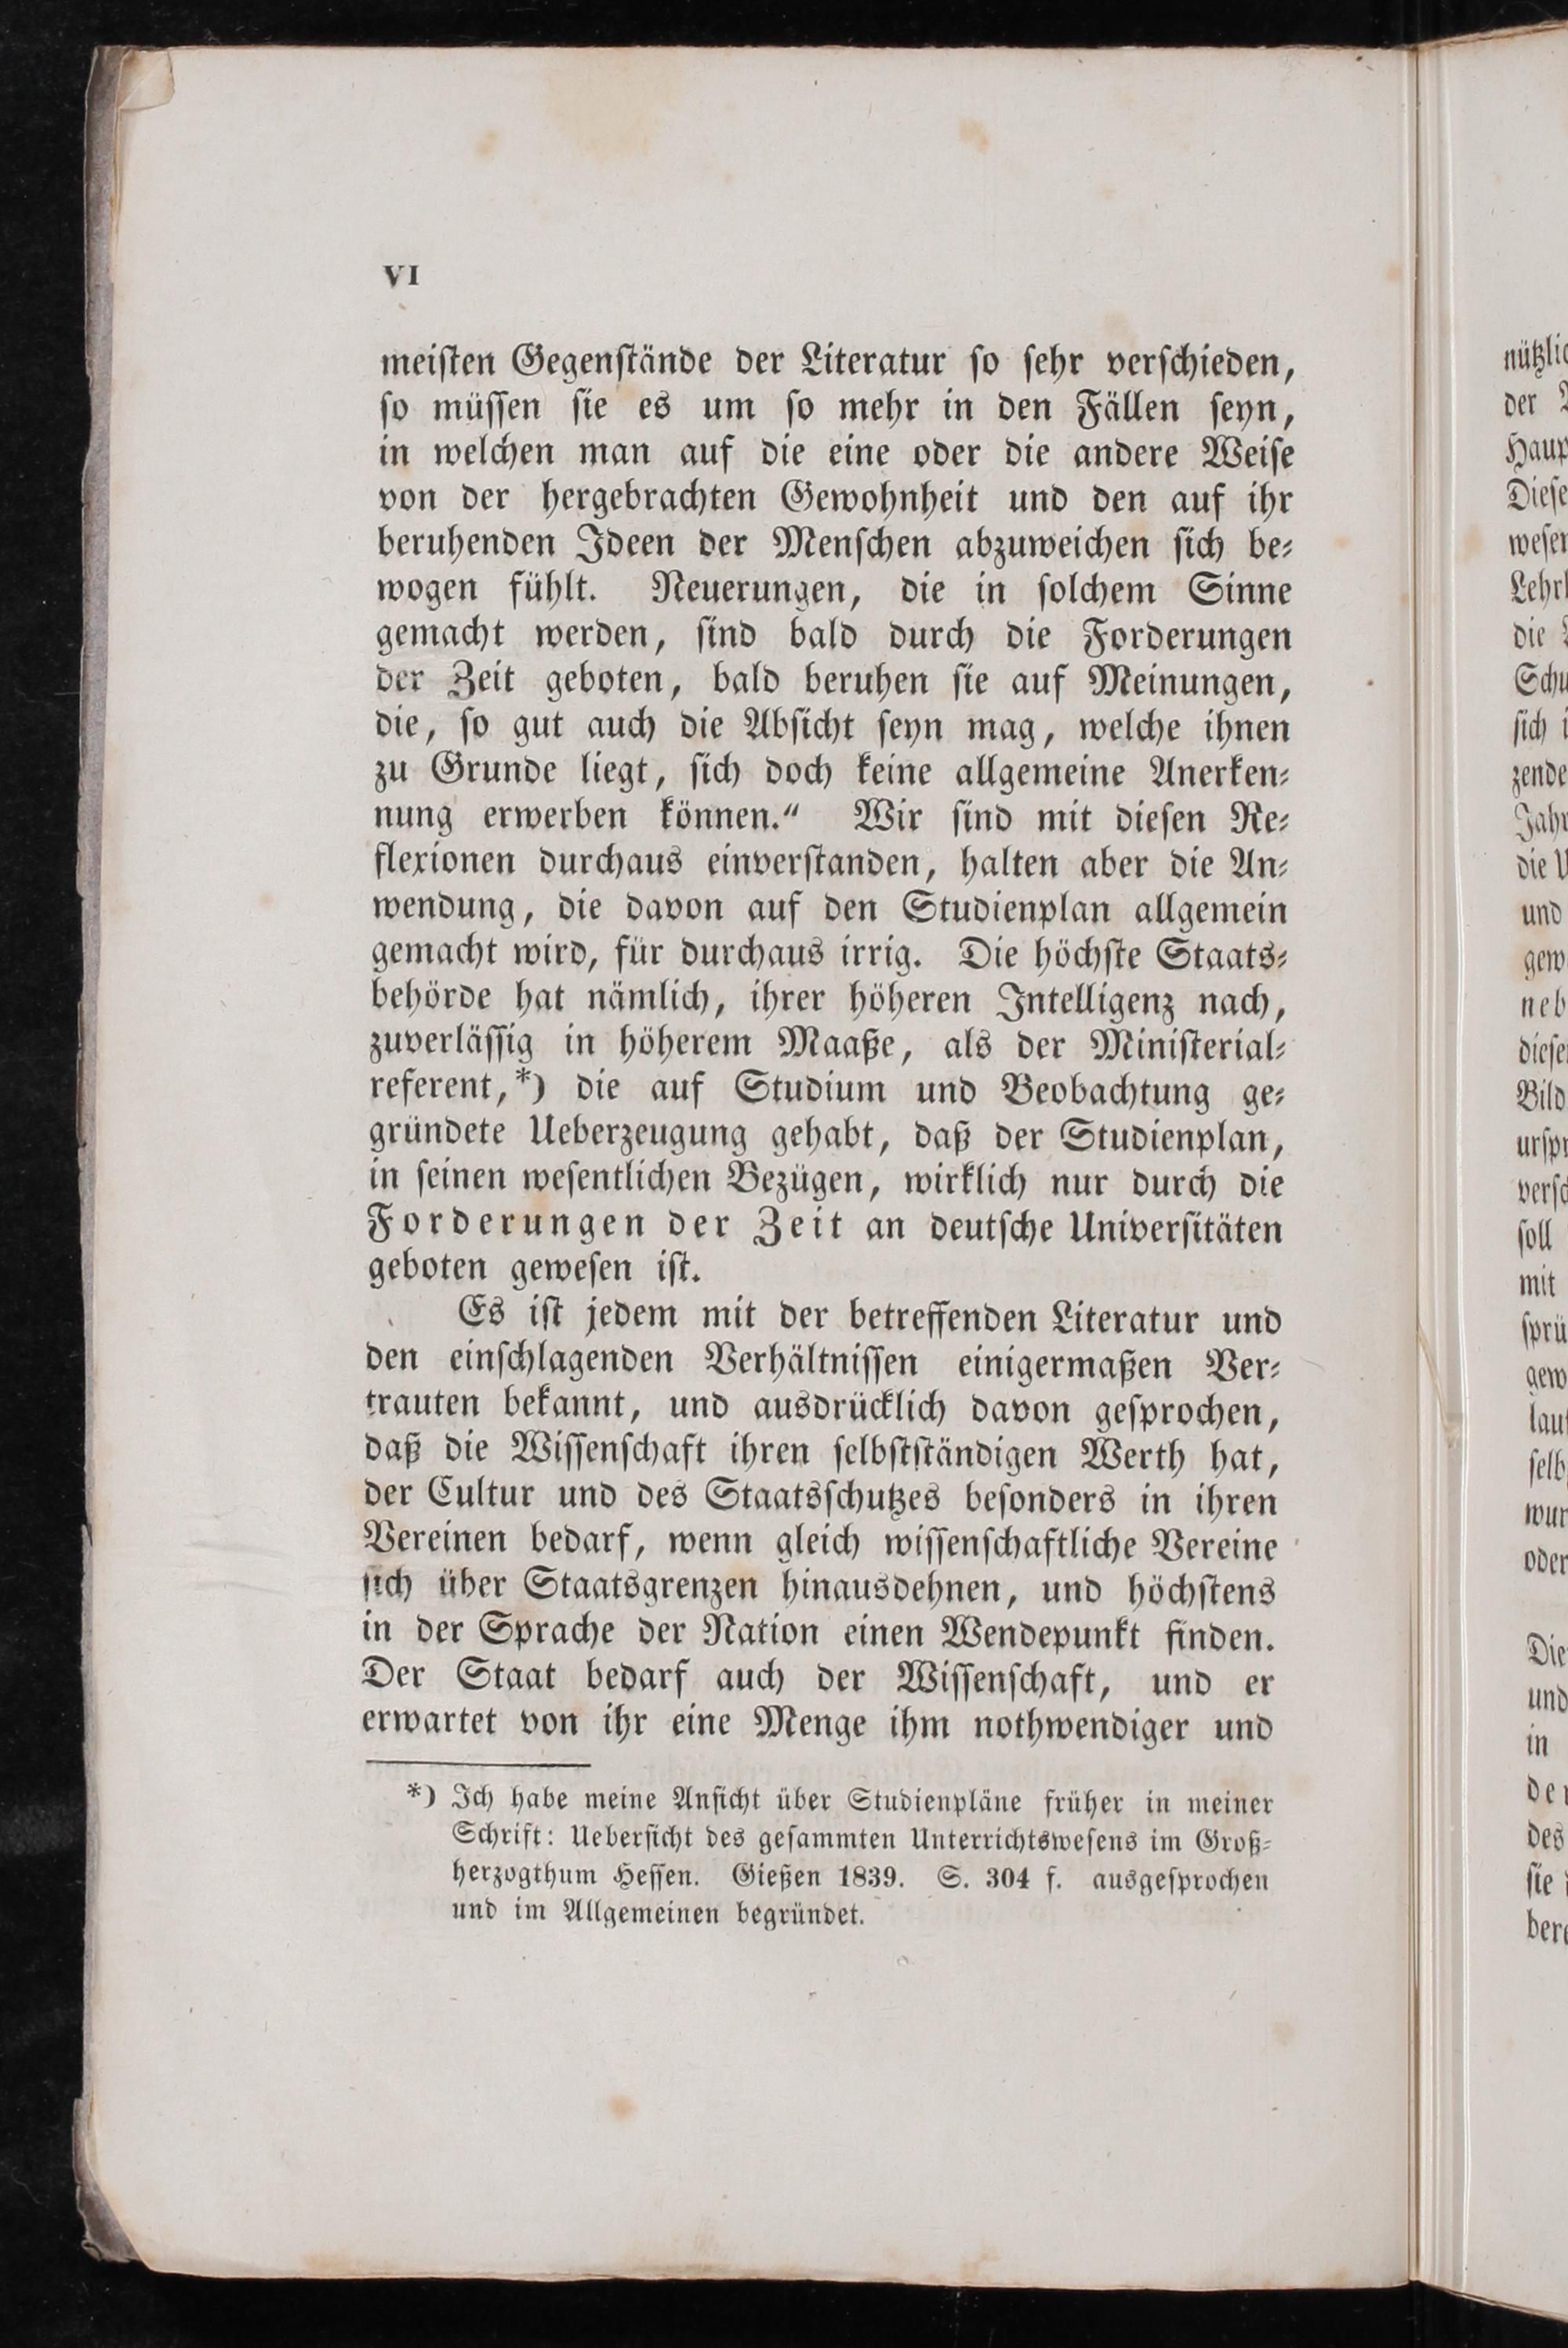 VI
meiſten Gegenſtände der Literatur ſo ſehr verſchieden,
ſo müſſen ſie es um ſo mehr in den Fällen ſeyn,
in welchen man auf die eine oder die andere Weiſe
von der hergebrachten Gewohnheit und den auf ihr
beruhenden Ideen der Menſchen abzuweichen ſich be⸗
wogen fühlt. Neuerungen, die in ſolchem Sinne
gemacht werden, ſind bald durch die Forderungen
der Zeit geboten, bald beruhen ſie auf Meinungen,
die, ſo gut auch die Abſicht ſeyn mag, welche ihnen
zu Grunde liegt, ſich doch keine allgemeine Anerken⸗
nung erwerben können.“ Wir ſind mit dieſen Re⸗
flexionen durchaus einverſtanden, halten aber die An⸗
wendung, die davon auf den Studienplan allgemein
gemacht wird, für durchaus irrig. Die höchſte Staats⸗
behörde hat nämlich, ihrer höheren Intelligenz nach,
zuverläſſig in höherem Maaße, als der Miniſterial⸗
referent,*) die auf Studium und Beobachtung ge⸗
gründete Ueberzeugung gehabt, daß der Studienplan,
in ſeinen weſentlichen Bezügen, wirklich nur durch die
Forderungen der Zeit an deutſche Univerſitäten
geboten geweſen iſt.
Es iſt jedem mit der betreffenden Literatur und
den einſchlagenden Verhältniſſen einigermaßen Ver⸗
trauten bekannt, und ausdrücklich davon geſprochen,
daß die Wiſſenſchaft ihren ſelbſtſtändigen Werth hat,
der Cultur und des Staatsſchutzes beſonders in ihren
Vereinen bedarf, wenn gleich wiſſenſchaftliche Vereine
ſich über Staatsgrenzen hinausdehnen, und höchſtens
in der Sprache der Nation einen Wendepunkt finden.
Der Staat bedarf auch der Wiſſenſchaft, und er
erwartet von ihr eine Menge ihm nothwendiger und
*) Ich habe meine Anſicht über Studienpläne früher in meiner
Schrift: Ueberſicht des geſammten Unterrichtsweſens im Groß⸗
herzogthum Heſſen. Gießen 1839. S. 304 f. ausgeſprochen
und im Allgemeinen begründet.